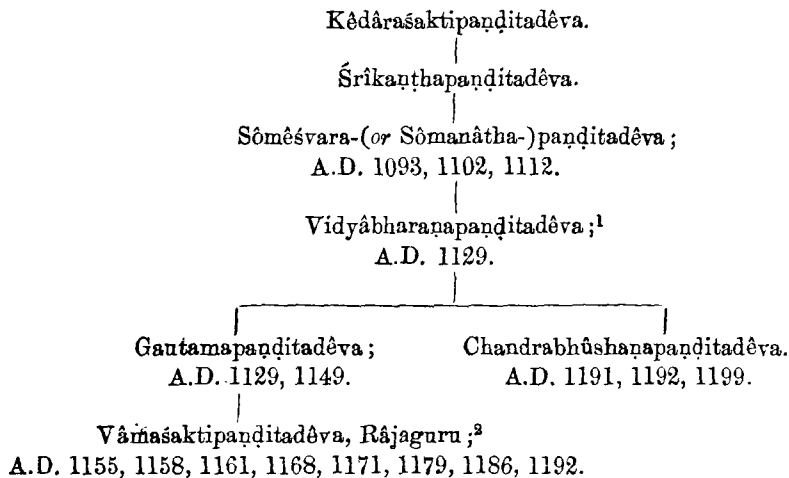 Kêdâraśaktipaṇḍitadêva.
Śrîkaṇṭhapaṇḍitadêva.
Sômêśvara-(or Sômanâtha-)paṇḍitadêva;
A.D. 1093, 1102, 1112.
Vidyâbharaṇapaṇḍitadêva;¹
A.D. 1129.
Gautamapaṇḍitadêva;
A.D. 1129, 1149.
Chandrabhûshaṇapaṇḍitadêva.
A.D. 1191, 1192, 1199.
Vâmaśaktipaṇḍitadêva, Râjaguru;²
A.D. 1155, 1158, 1161, 1168, 1171, 1179, 1186, 1192.